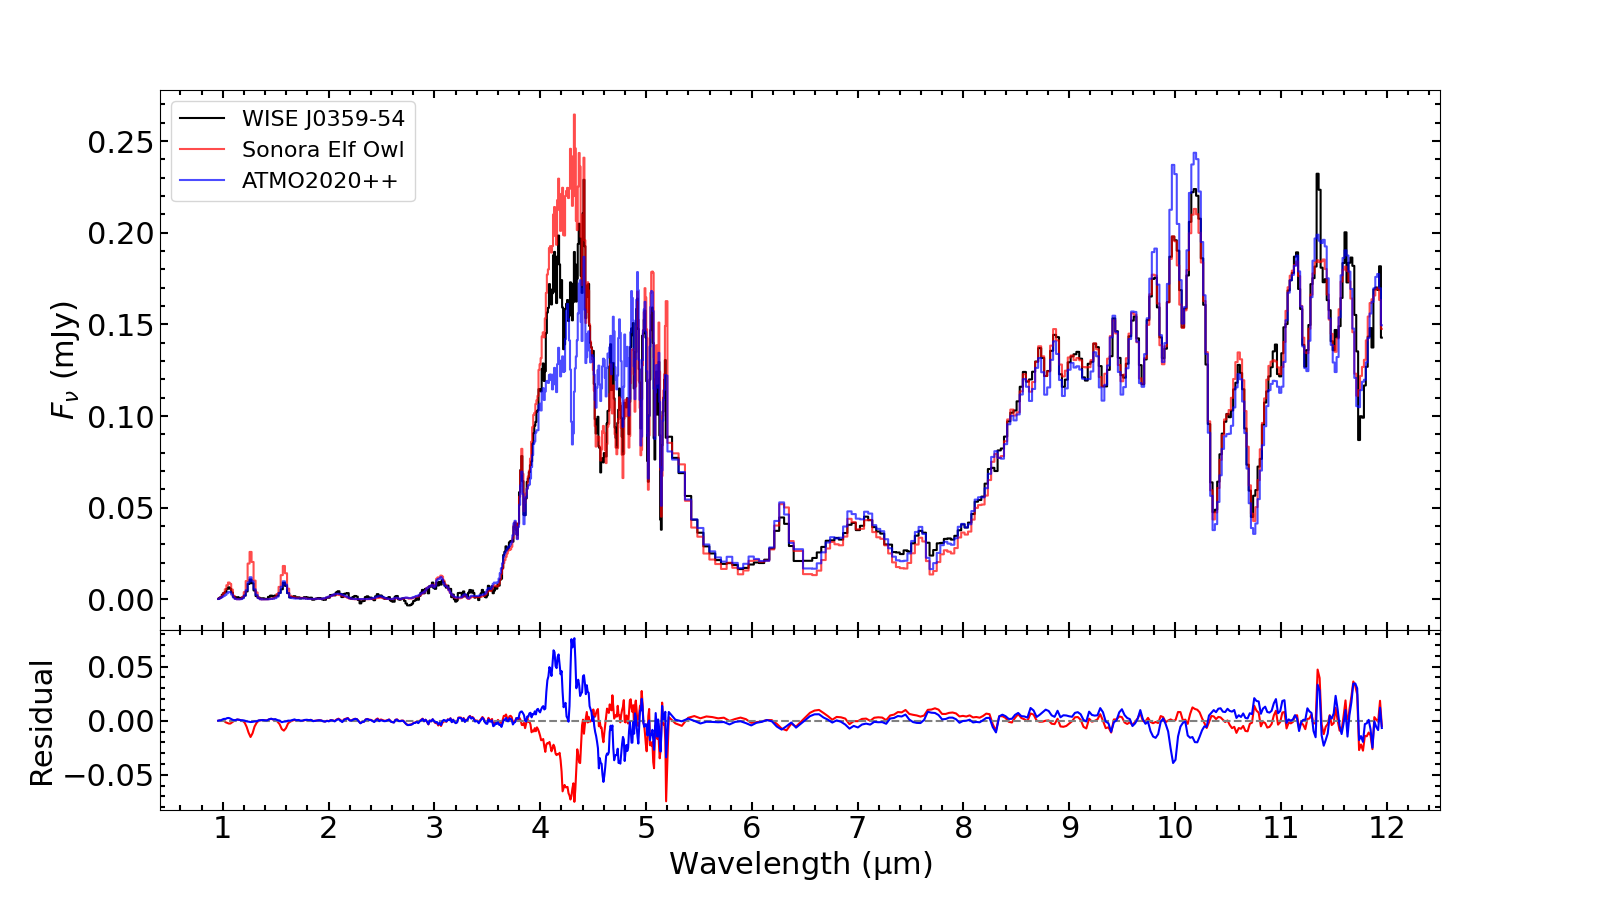 WISE J0359-54
Sonora Elf Owl
ATMO2020++
0.25
0.20
0.15
0.10
0.05
0.00
Fν (mJy)
0.05
0.00
−0.05
Residual
1 2 3 4 5 6 7 8 9 10 11 12
Wavelength (μm)